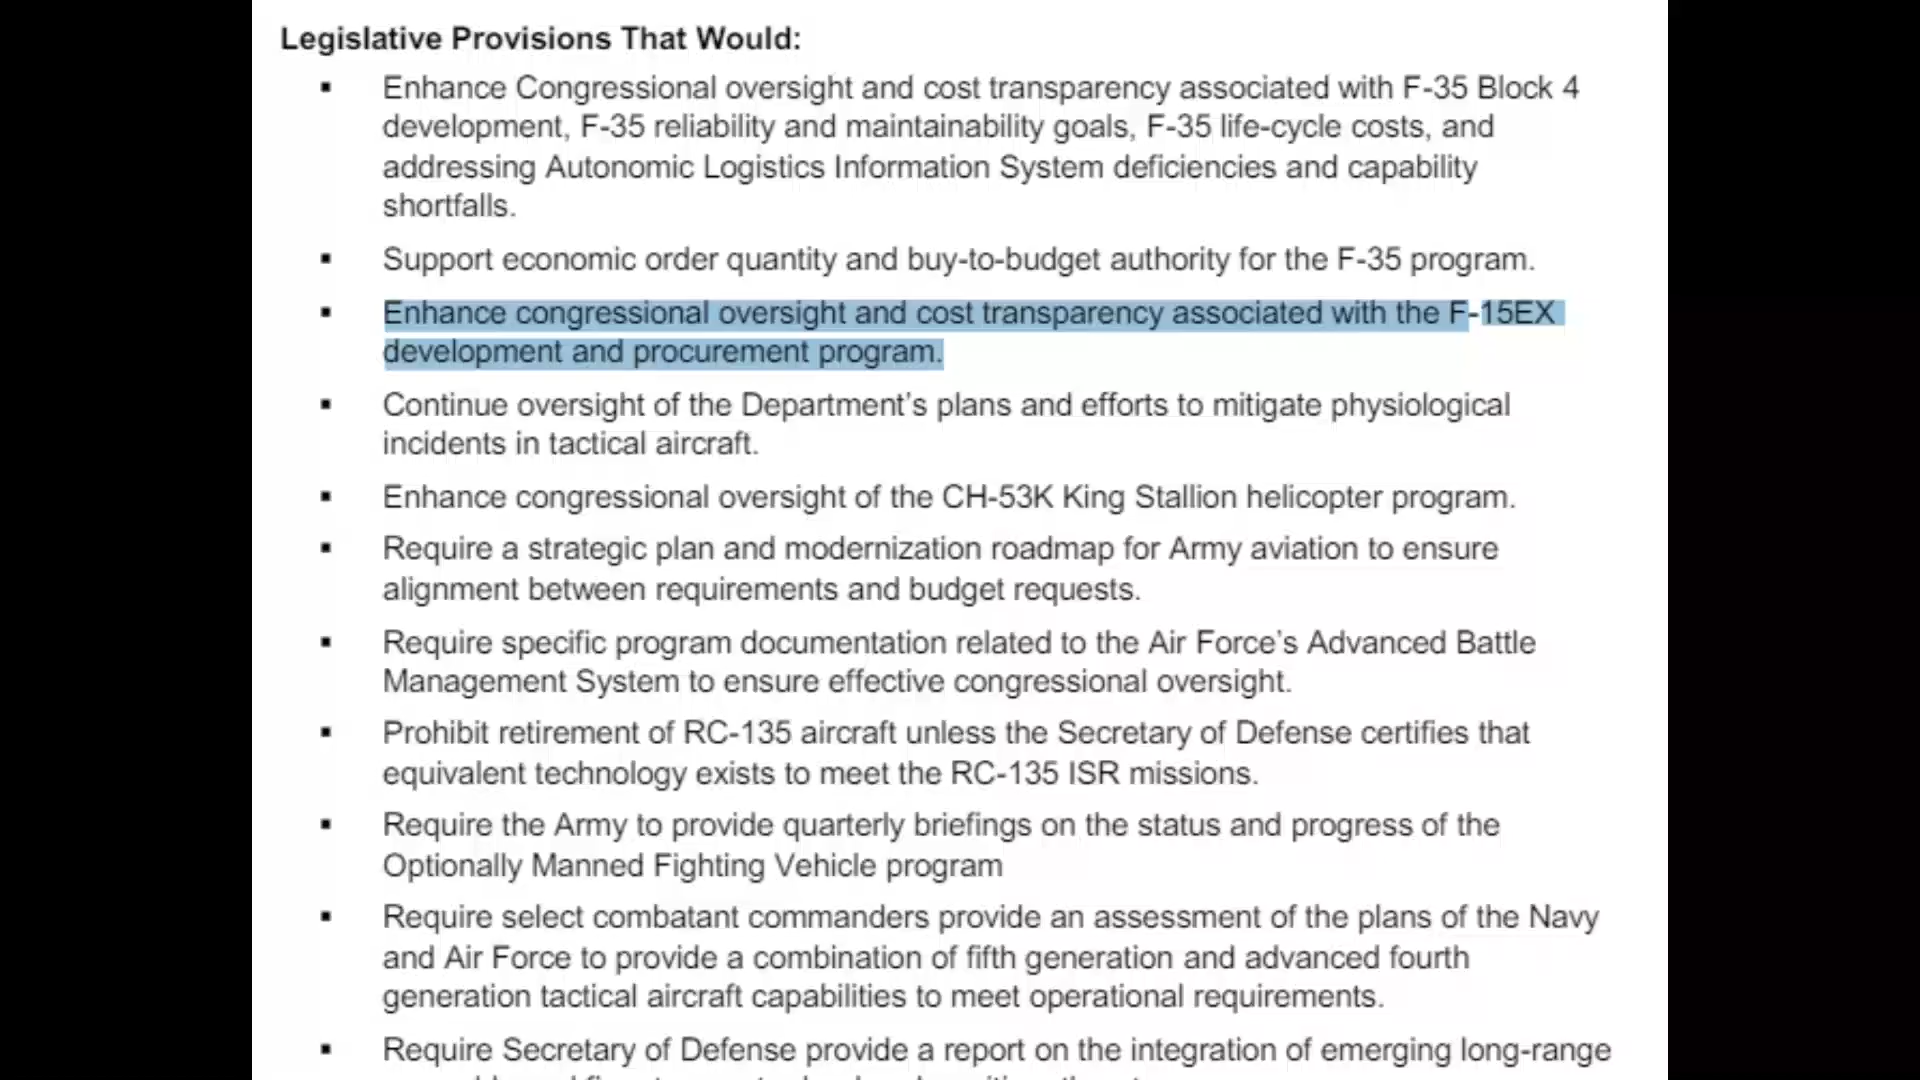 Legislative Provisions That Would:
▪ Enhance Congressional oversight and cost transparency associated with F-35 Block 4
development, F-35 reliability and maintainability goals, F-35 life-cycle costs, and
addressing Autonomic Logistics Information System deficiencies and capability
shortfalls.
▪ Support economic order quantity and buy-to-budget authority for the F-35 program.
▪ Enhance congressional oversight and cost transparency associated with the F-15EX
development and procurement program.
▪ Continue oversight of the Department’s plans and efforts to mitigate physiological
incidents in tactical aircraft.
▪ Enhance congressional oversight of the CH-53K King Stallion helicopter program.
▪ Require a strategic plan and modernization roadmap for Army aviation to ensure
alignment between requirements and budget requests.
▪ Require specific program documentation related to the Air Force’s Advanced Battle
Management System to ensure effective congressional oversight.
▪ Prohibit retirement of RC-135 aircraft unless the Secretary of Defense certifies that
equivalent technology exists to meet the RC-135 ISR missions.
▪ Require the Army to provide quarterly briefings on the status and progress of the
Optionally Manned Fighting Vehicle program
▪ Require select combatant commanders provide an assessment of the plans of the Navy
and Air Force to provide a combination of fifth generation and advanced fourth
generation tactical aircraft capabilities to meet operational requirements.
▪ Require Secretary of Defense provide a report on the integration of emerging long-range